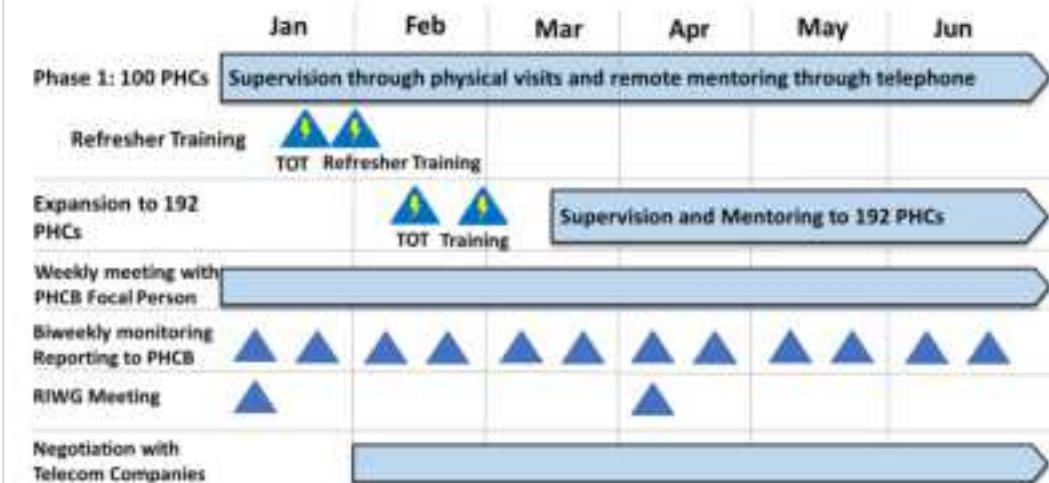 Jan Feb Mar Apr May Jun
Phase 1: 100 PHCs Supervision through physical visits and remote mentoring through telephone
Refresher Training
TOT Refresher Training
Expansion to 192
PHCs
Supervision and Mentoring to 192 PHCs
TOT Training
Weekly meeting with
PHCB Focal Person
Biweekly monitoring
Reporting to PHCB
RIWG Meeting
Negotiation with
Telecom Companies